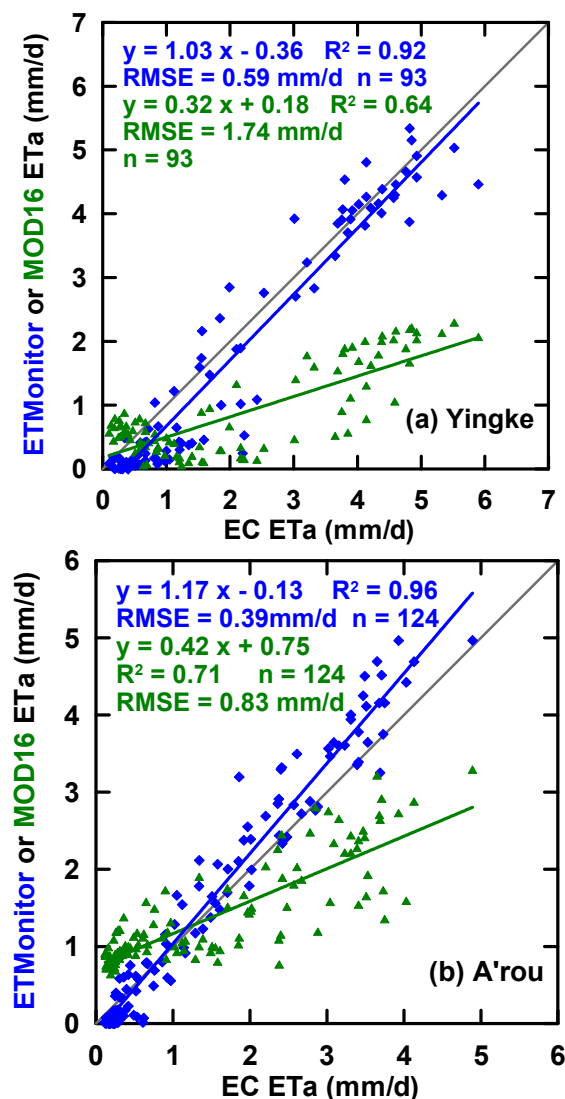 7
6
5
4
3
2
1
0
ETMonitor or MOD16 ETa (mm/d)
y = 1.03 x - 0.36 R² = 0.92
RMSE = 0.59 mm/d n = 93
y = 0.32 x + 0.18 R² = 0.64
RMSE = 1.74 mm/d
n = 93
(a) Yingke
0 1 2 3 4 5 6 7
EC ETa (mm/d)
6
5
4
3
2
1
0
ETMonitor or MOD16 ETa (mm/d)
y = 1.17 x - 0.13 R² = 0.96
RMSE = 0.39mm/d n = 124
y = 0.42 x + 0.75
R² = 0.71 n = 124
RMSE = 0.83 mm/d
(b) A'rou
0 1 2 3 4 5 6
EC ETa (mm/d)